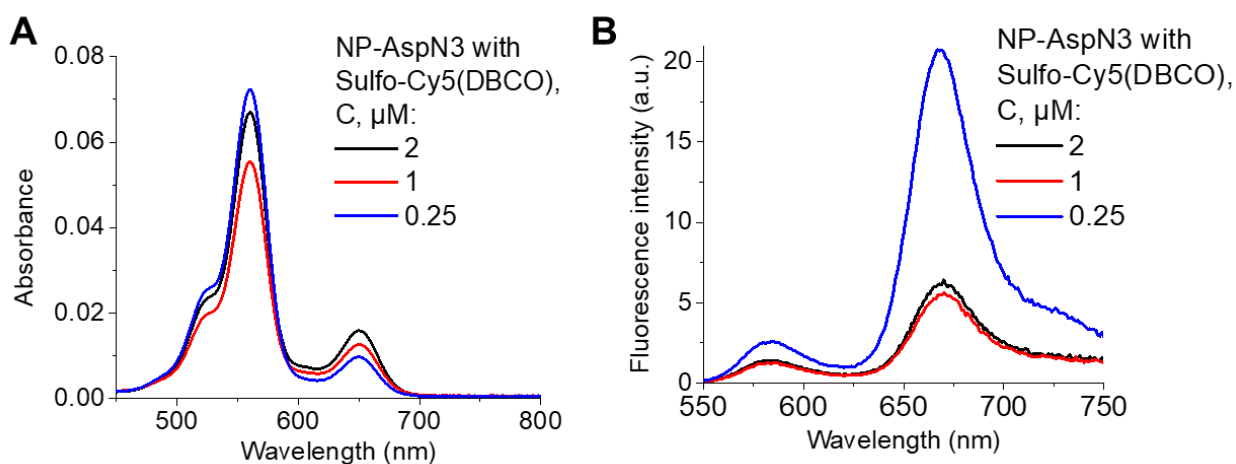 A
NP-AspN3 with
Sulfo-Cy5(DBCO),
C, µM:
2
1
0.25
0.08
0.06
0.04
0.02
0.00
Absorbance
500
600
700
800
Wavelength (nm)
B
NP-AspN3 with
Sulfo-Cy5(DBCO),
C, µM:
2
1
0.25
20
15
10
5
0
Fluorescence intensity (a.u.)
550
600
650
700
750
Wavelength (nm)